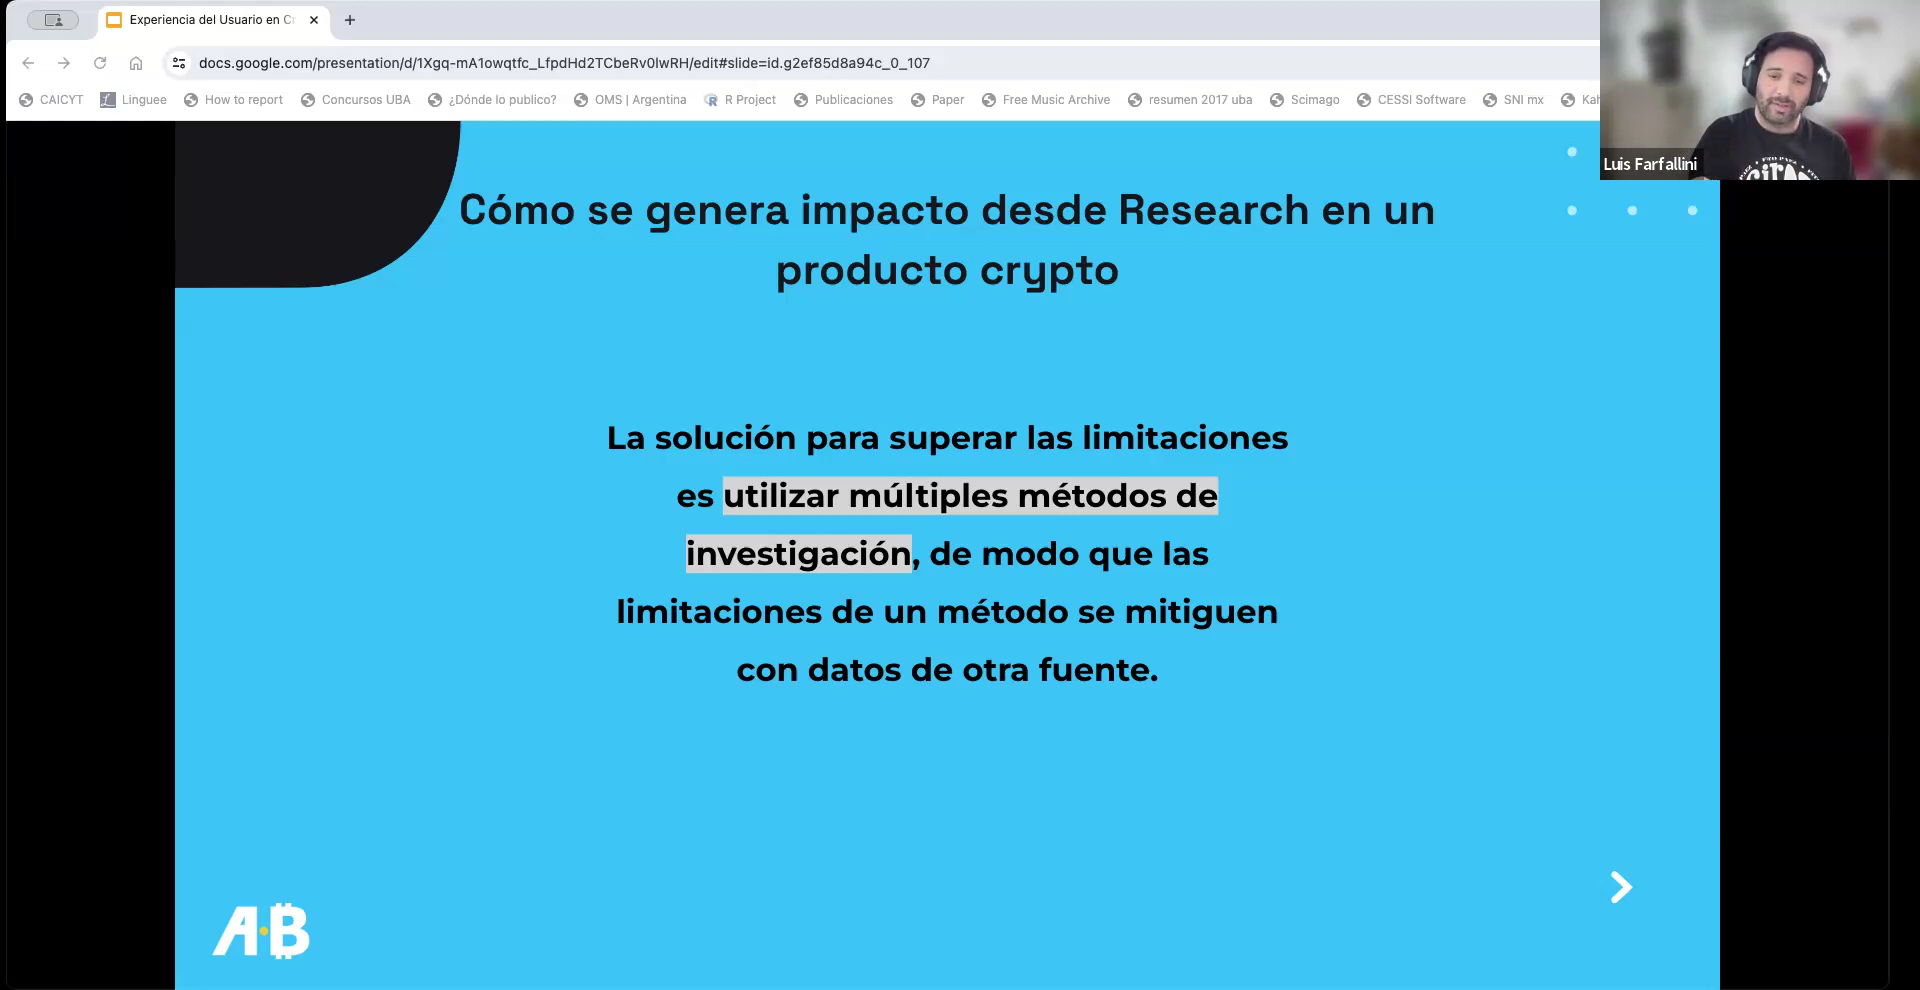 Experiencia del Usuario en Cr
docs.google.com/presentation/d/1Xgq-mA1owqtfc_LfpdHd2TCbeRv0IwRH/edit#slide=id.g2ef85d8a94c_0_107
CAICYT Linguee How to report Concursos UBA ¿Dónde lo publico? OMS | Argentina R Project Publicaciones Paper Free Music Archive resumen 2017 uba Scimago CESSI Software SNI mx Kah
Luis Farfallini
Cómo se genera impacto desde Research en un
producto crypto
La solución para superar las limitaciones
es utilizar múltiples métodos de
investigación, de modo que las
limitaciones de un método se mitiguen
con datos de otra fuente.
A·B